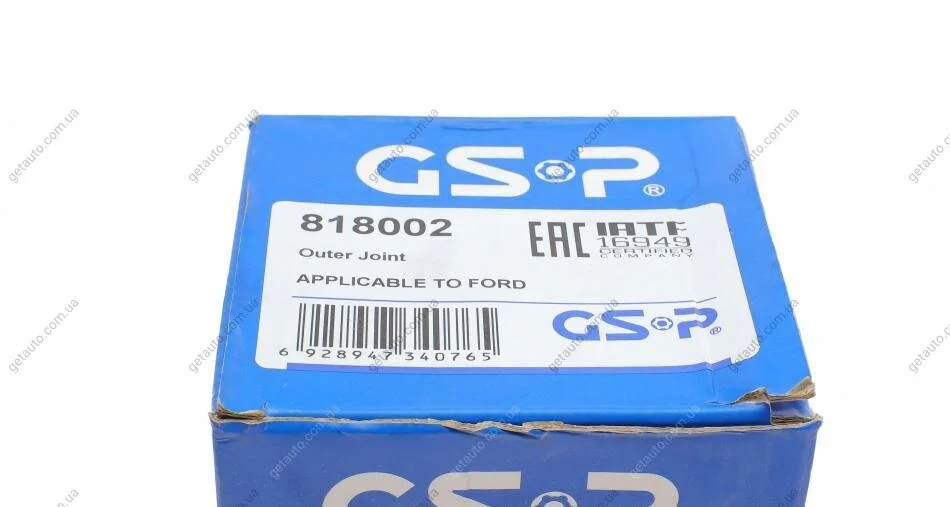 GSP®
818002
Outer Joint
APPLICABLE TO FORD
EAC
IATF
16949
CERTIFIED
COMPANY
GSP
6 928947 340765
GSP
getauto.com.ua